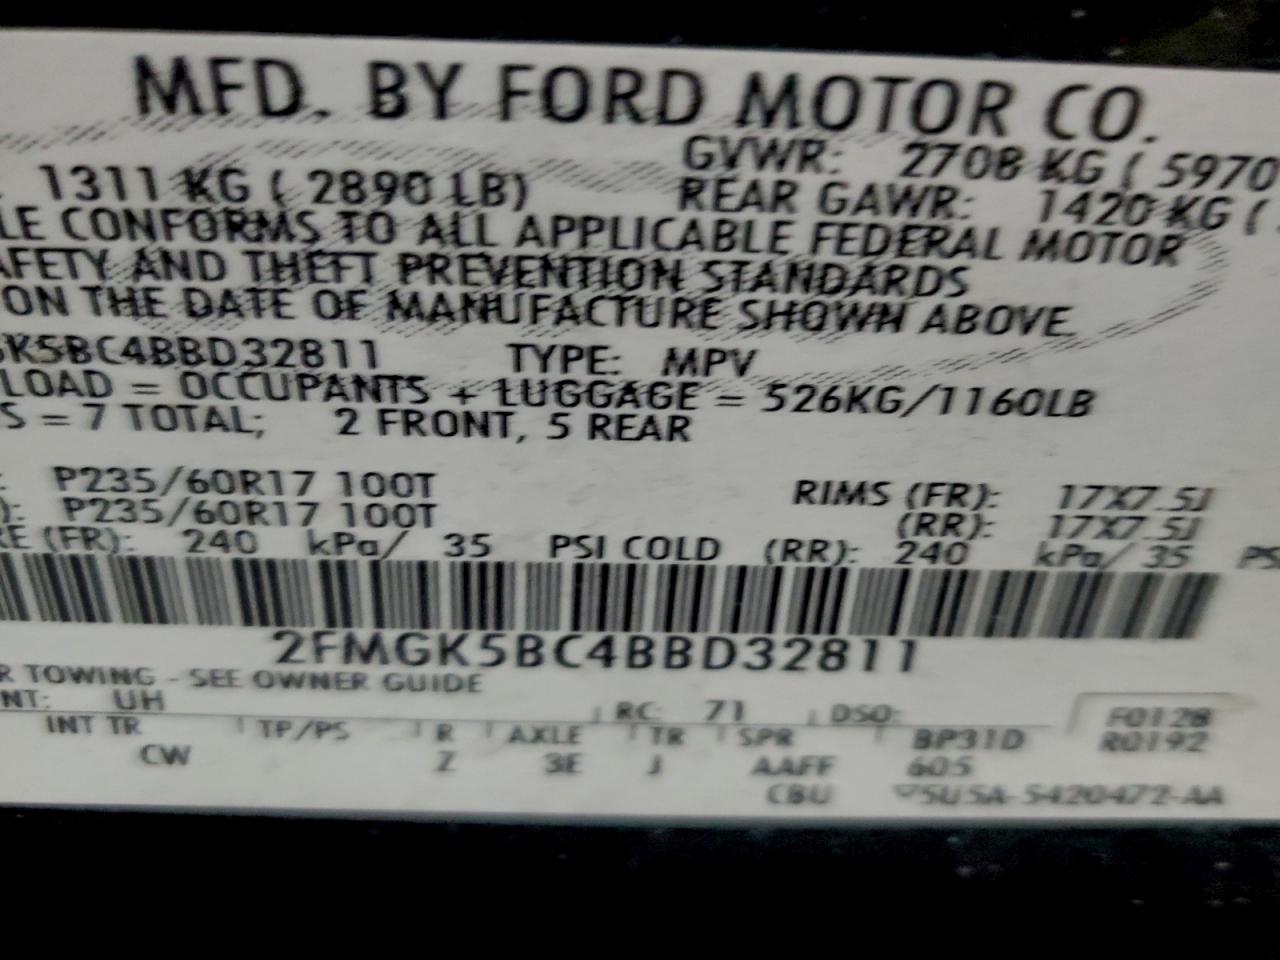 MFD. BY FORD MOTOR CO.
GVWR: 2708 KG ( 5970
1311 KG ( 2890 LB) REAR GAWR: 1420 KG (
LE CONFORMS TO ALL APPLICABLE FEDERAL MOTOR
AFETY AND THEFT PREVENTION STANDARDS
ON THE DATE OF MANUFACTURE SHOWN ABOVE.
GK5BC4BBD32811 TYPE: MPV
LOAD = OCCUPANTS + LUGGAGE = 526KG/1160LB
S = 7 TOTAL; 2 FRONT, 5 REAR
: P235/60R17 100T RIMS (FR): 17X7.5J
): P235/60R17 100T (RR): 17X7.5J
RE (FR): 240 kPa/ 35 PSI COLD (RR): 240 kPa/ 35 PSI
2FMGK5BC4BBD32811
R TOWING - SEE OWNER GUIDE
NT: UH RC: 71 DSO: F0128
INT TR TP/PS R AXLE TR SPR BP31D R0192
CW Z 3E J AAFF 605
CBU ▽5U5A-5420472-AA